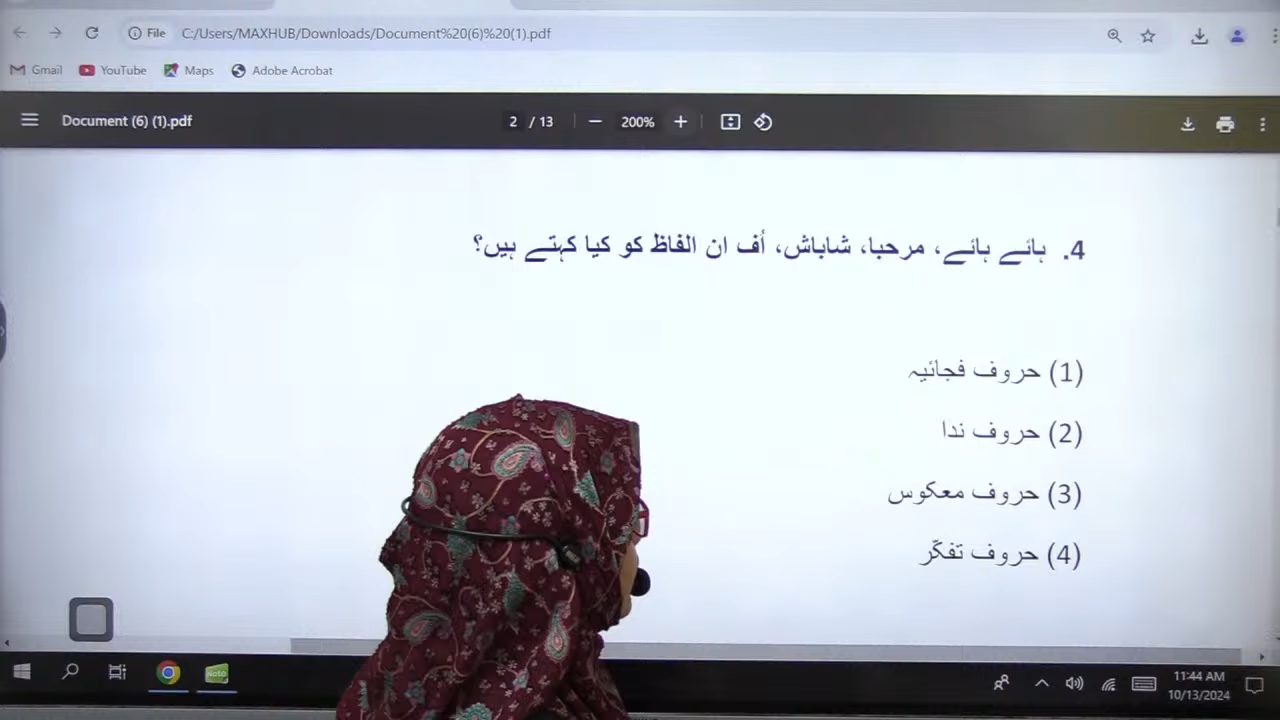 File C:/Users/MAXHUB/Downloads/Document%20(6)%20(1).pdf
Gmail YouTube Maps Adobe Acrobat
Document (6) (1).pdf 2 / 13 200%
4. ہائے ہائے، مرحبا، شاباش، اُف ان الفاظ کو کیا کہتے ہیں؟
(1) حروف فجائیہ
(2) حروف ندا
(3) حروف معکوس
(4) حروف تفکّر
Note
11:44 AM
10/13/2024